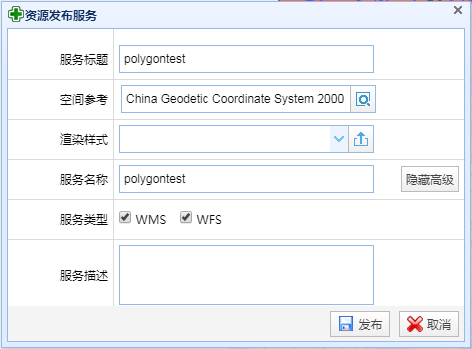 资源发布服务
服务标题 polygontest
空间参考 China Geodetic Coordinate System 2000
渲染样式
服务名称 polygontest 隐藏高级
服务类型 WMS WFS
服务描述
发布 取消